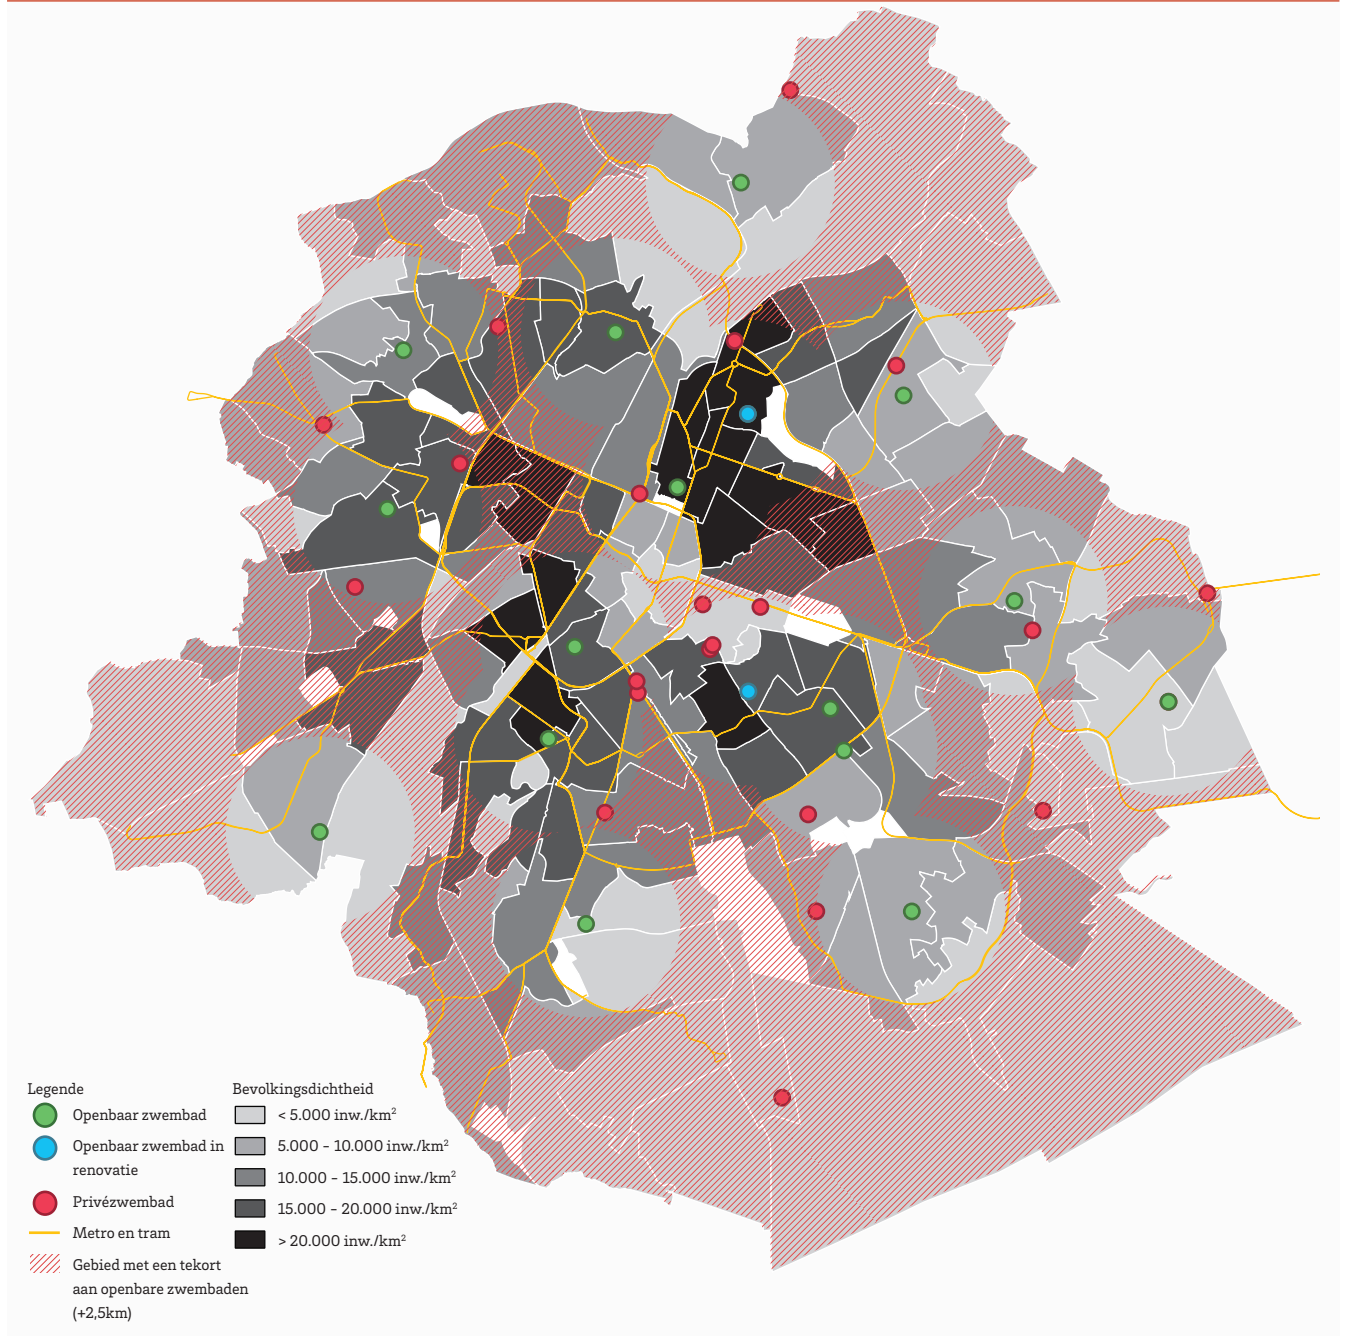 Legende
Openbaar zwembad
Openbaar zwembad in
renovatie
Privézwembad
Metro en tram
Gebied met een tekort
aan openbare zwembaden
(+2,5km)
Bevolkingsdichtheid
< 5.000 inw./km²
5.000 – 10.000 inw./km²
10.000 – 15.000 inw./km²
15.000 – 20.000 inw./km²
> 20.000 inw./km²